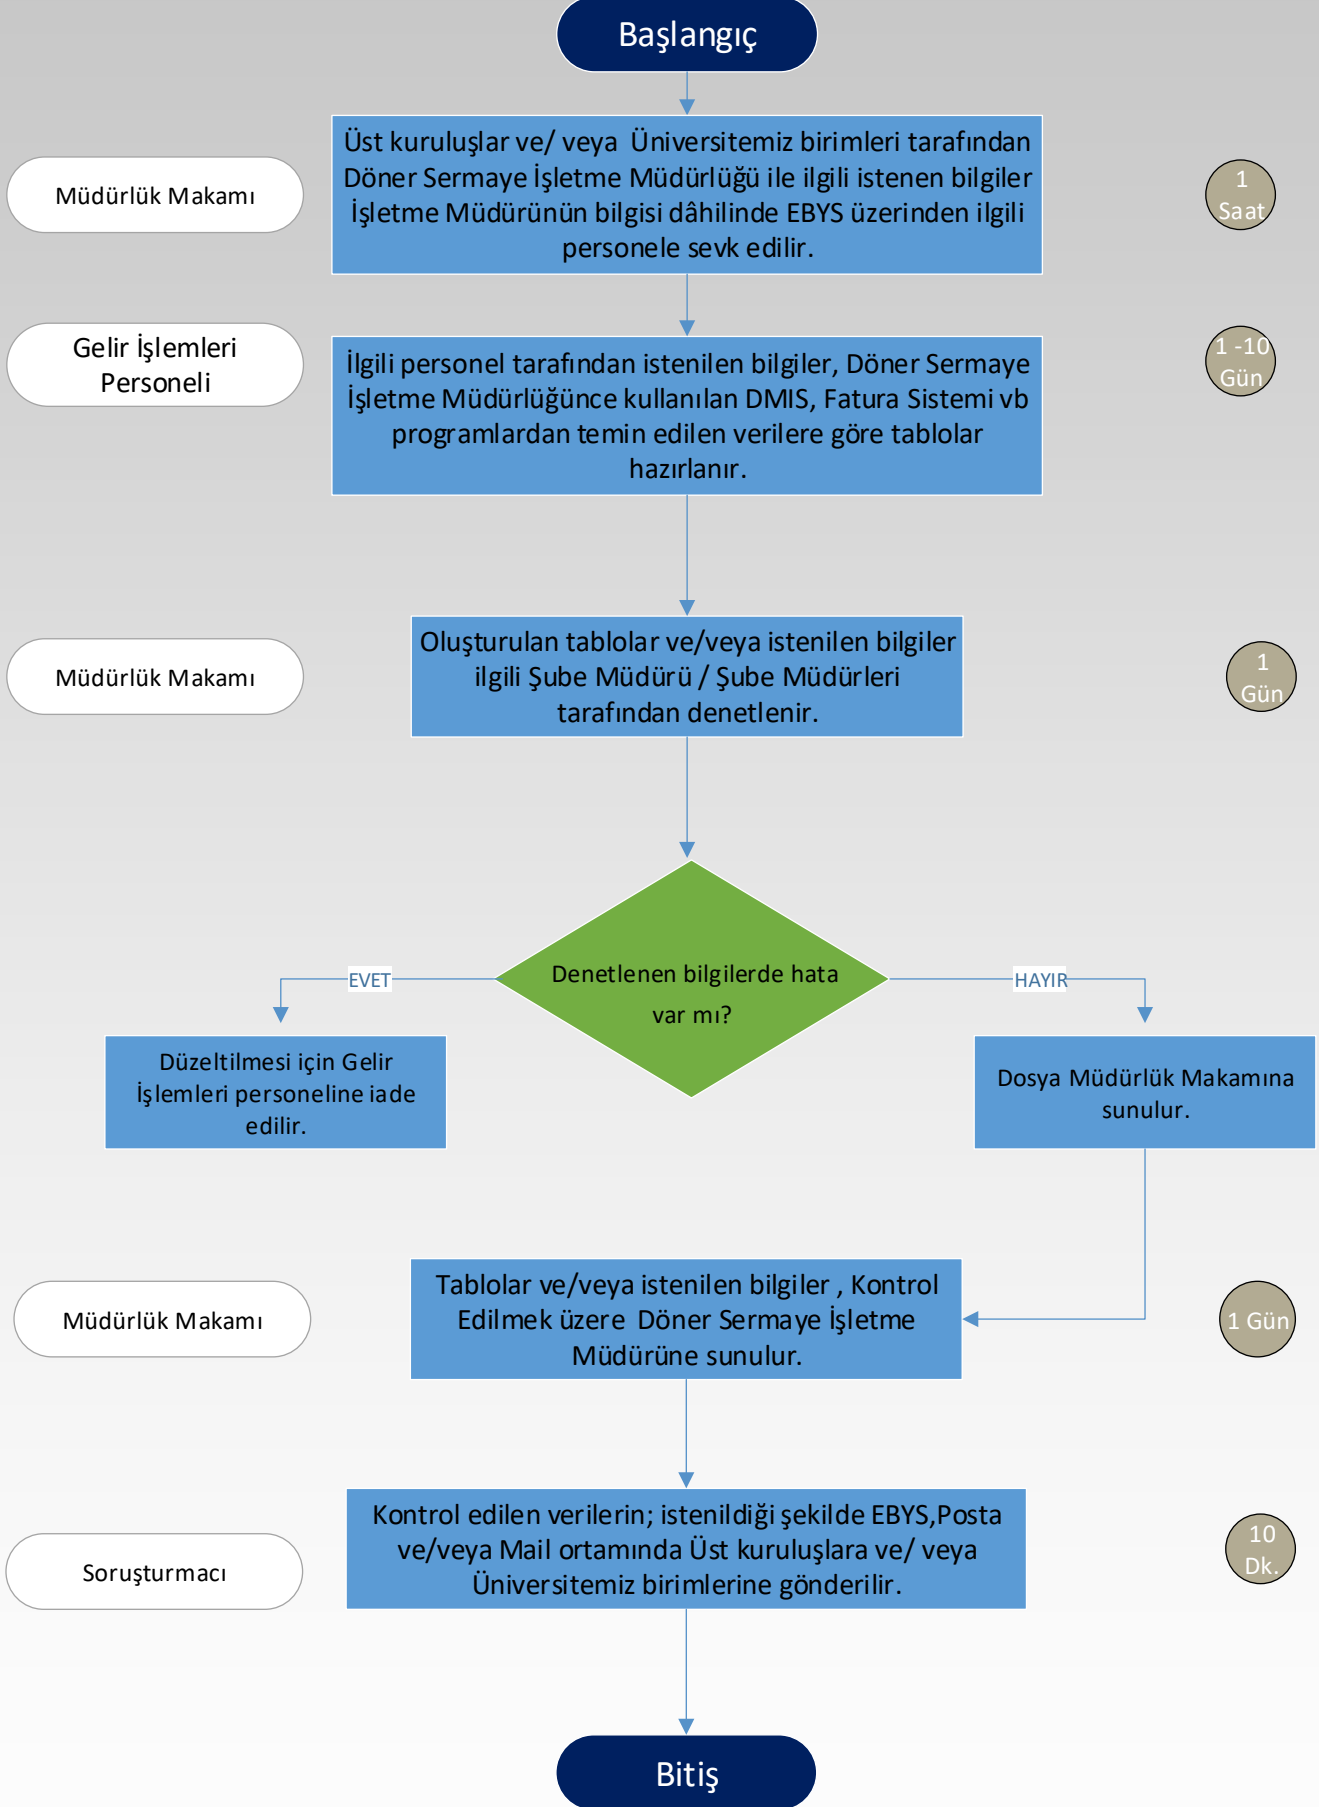 Başlangıç
Müdürlük Makamı
Üst kuruluşlar ve/ veya Üniversitemiz birimleri tarafından
Döner Sermaye İşletme Müdürlüğü ile ilgili istenen bilgiler
İşletme Müdürünün bilgisi dâhilinde EBYS üzerinden ilgili
personele sevk edilir.
1
Saat
Gelir İşlemleri
Personeli
İlgili personel tarafından istenilen bilgiler, Döner Sermaye
İşletme Müdürlüğünce kullanılan DMIS, Fatura Sistemi vb
programlardan temin edilen verilere göre tablolar
hazırlanır.
1 -10
Gün
Müdürlük Makamı
Oluşturulan tablolar ve/veya istenilen bilgiler
ilgili Şube Müdürü / Şube Müdürleri
tarafından denetlenir.
1
Gün
Denetlenen bilgilerde hata
var mı?
EVET
HAYIR
Düzeltilmesi için Gelir
İşlemleri personeline iade
edilir.
Dosya Müdürlük Makamına
sunulur.
Müdürlük Makamı
Tablolar ve/veya istenilen bilgiler , Kontrol
Edilmek üzere Döner Sermaye İşletme
Müdürüne sunulur.
1 Gün
Soruşturmacı
Kontrol edilen verilerin; istenildiği şekilde EBYS,Posta
ve/veya Mail ortamında Üst kuruluşlara ve/ veya
Üniversitemiz birimlerine gönderilir.
10
Dk.
Bitiş